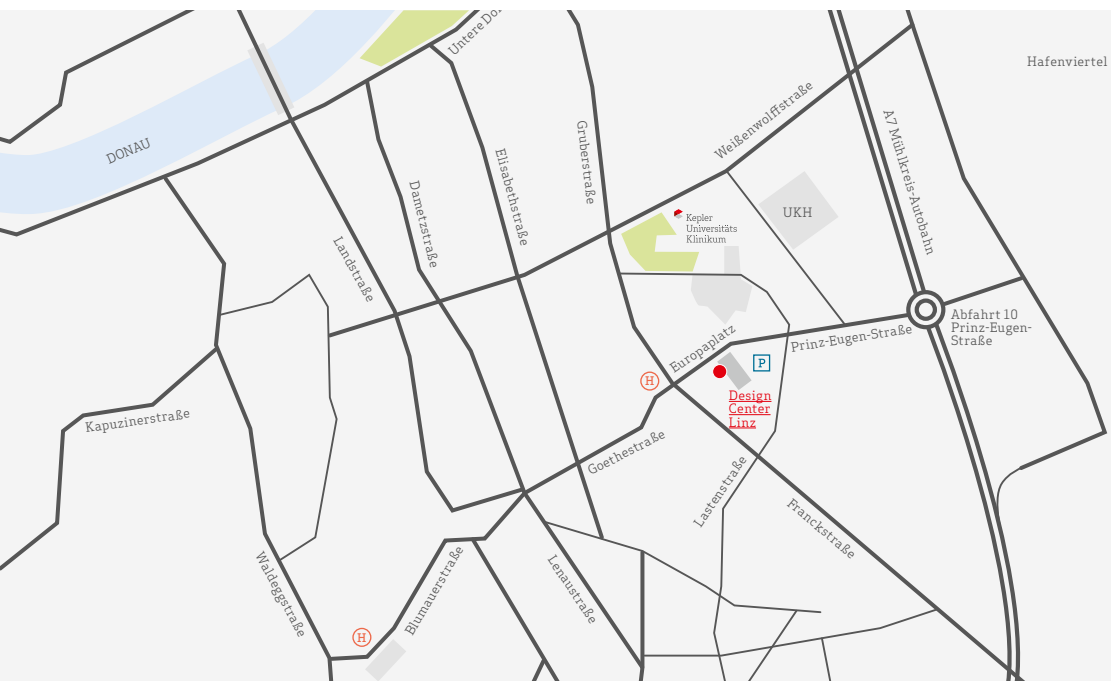 Untere Do
Hafenviertel
DONAU
Weißenwolffstraße
Gruberstraße
A7 Mühlkreis-Autobahn
Elisabethstraße
Dametzstraße
Landstraße
UKH
Kepler
Universitäts
Klinikum
Abfahrt 10
Prinz-Eugen-
Straße
Prinz-Eugen-Straße
Europaplatz
P
H
Design
Center
Linz
Kapuzinerstraße
Goethestraße
Lastenstraße
Franckstraße
Waldeggstraße
Blumauerstraße
Lenaustraße
H